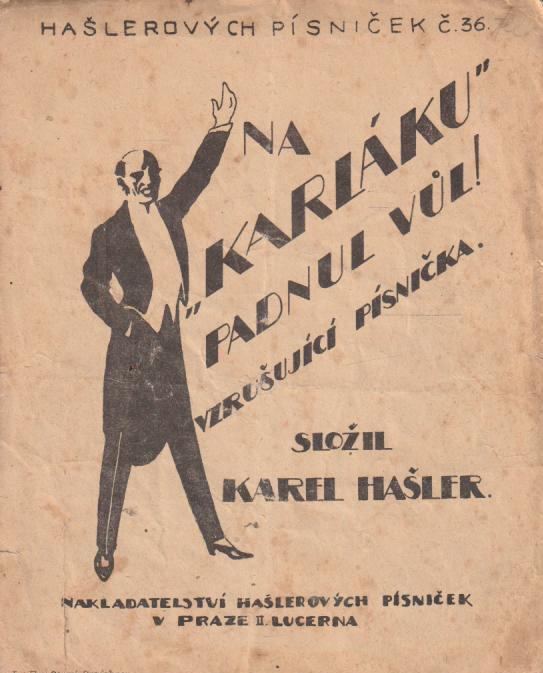 HAŠLEROVÝCH PÍSNIČEK Č. 36.
NA
„KARLÁKU”
PADNUL VŮL!
VZRUŠUJÍCÍ PÍSNIČKA.
SLOŽIL
KAREL HAŠLER.
NAKLADATELSTVÍ HAŠLEROVÝCH PÍSNIČEK
V PRAZE II. LUCERNA